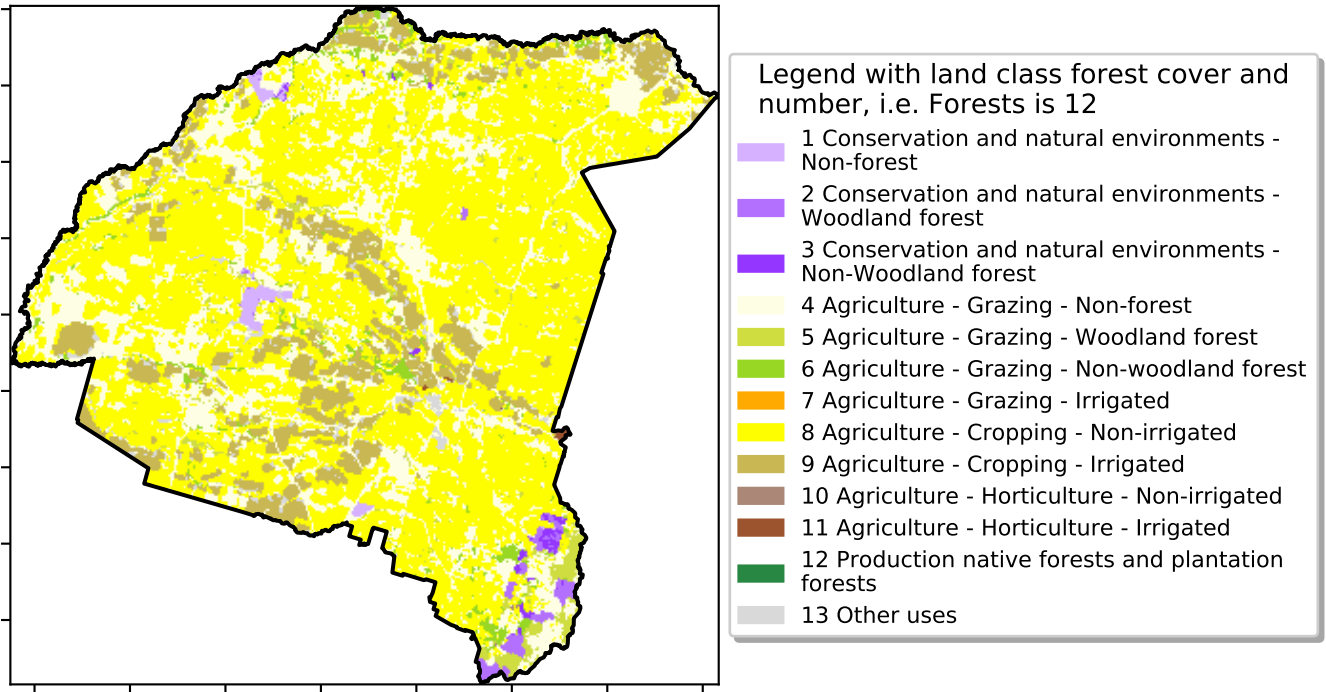 Legend with land class forest cover and
number, i.e. Forests is 12
1 Conservation and natural environments -
Non-forest
2 Conservation and natural environments -
Woodland forest
3 Conservation and natural environments -
Non-Woodland forest
4 Agriculture - Grazing - Non-forest
5 Agriculture - Grazing - Woodland forest
6 Agriculture - Grazing - Non-woodland forest
7 Agriculture - Grazing - Irrigated
8 Agriculture - Cropping - Non-irrigated
9 Agriculture - Cropping - Irrigated
10 Agriculture - Horticulture - Non-irrigated
11 Agriculture - Horticulture - Irrigated
12 Production native forests and plantation
forests
13 Other uses